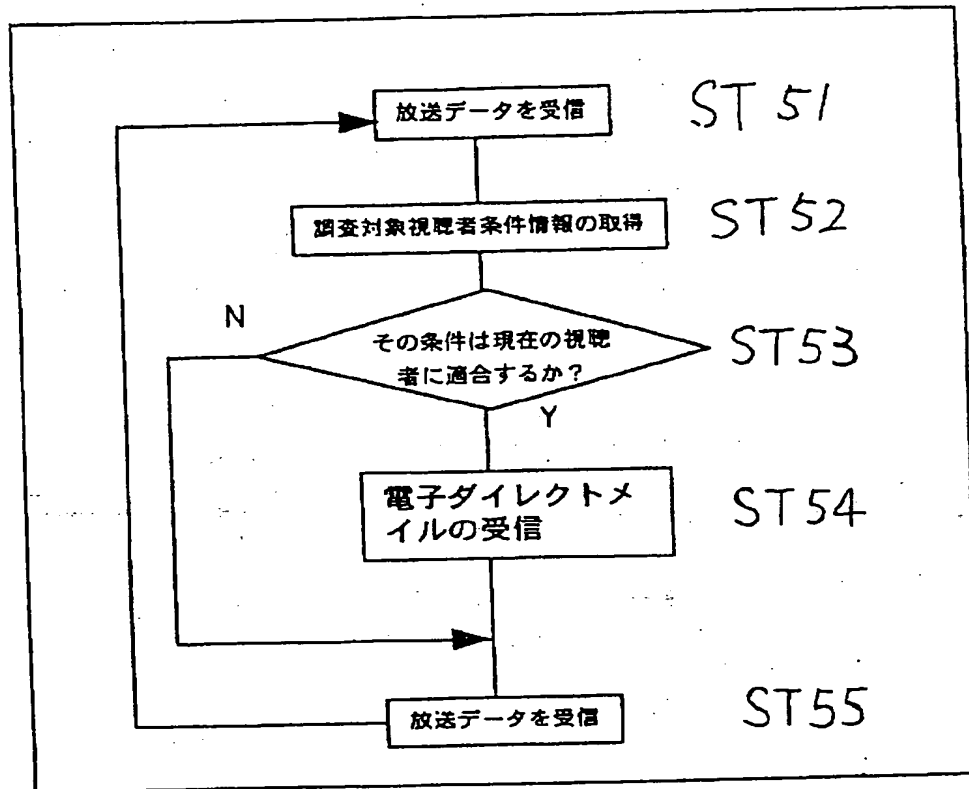 放送データを受信
ST 51
調査対象視聴者条件情報の取得
ST52
N
その条件は現在の視聴
者に適合するか?
ST53
Y
電子ダイレクトメ
イルの受信
ST54
放送データを受信
ST55